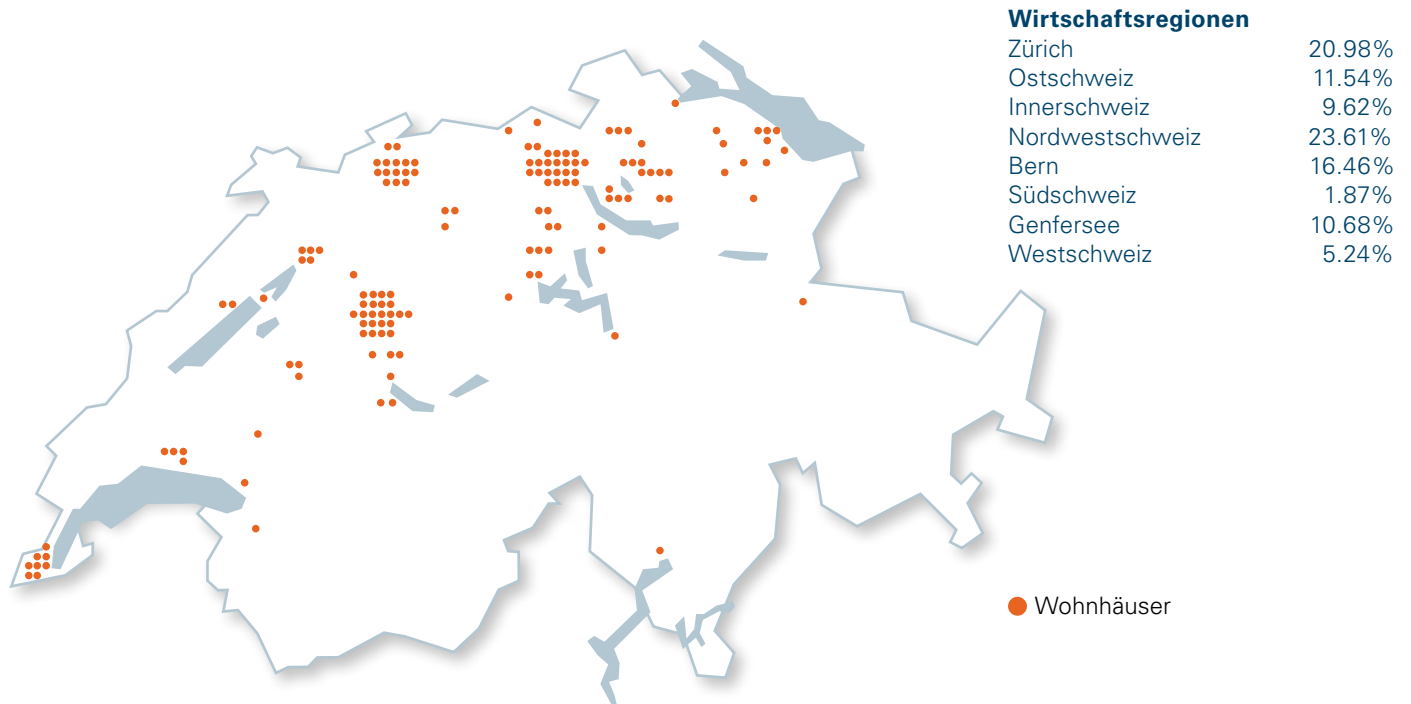 Wirtschaftsregionen
Zürich 20.98%
Ostschweiz 11.54%
Innerschweiz 9.62%
Nordwestschweiz 23.61%
Bern 16.46%
Südschweiz 1.87%
Genfersee 10.68%
Westschweiz 5.24%
Wohnhäuser